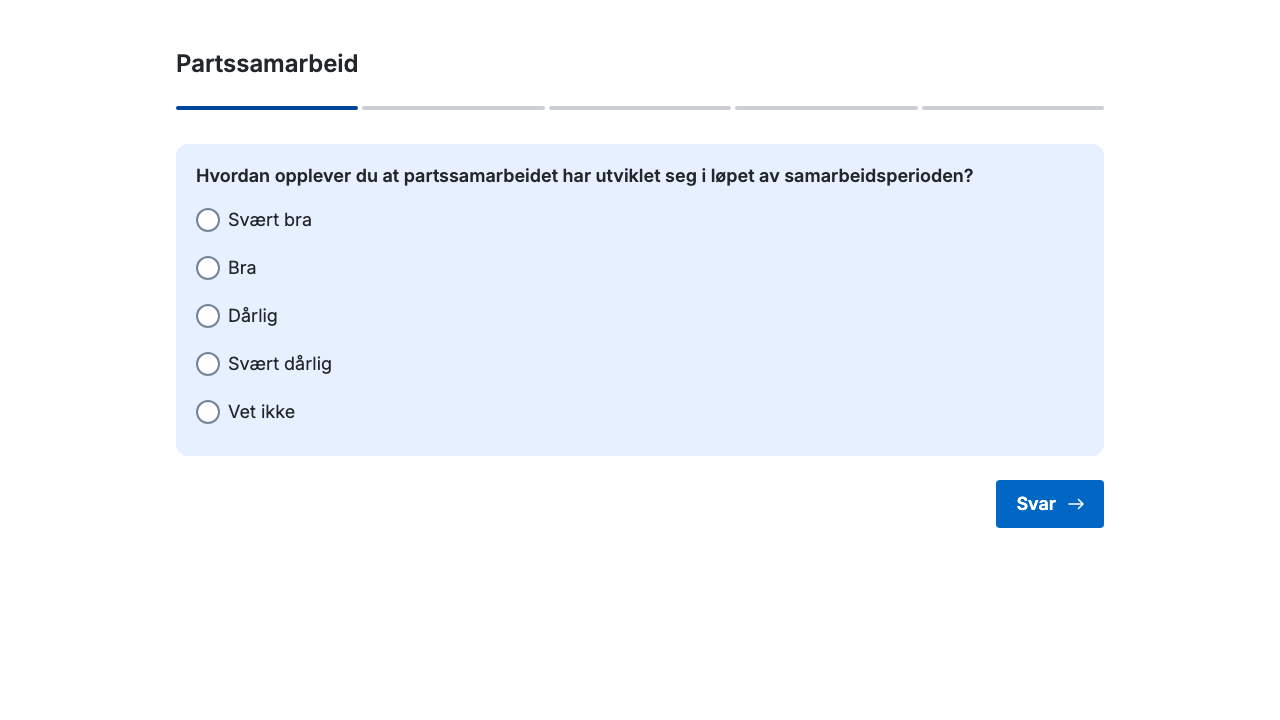 Partssamarbeid
Hvordan opplever du at partssamarbeidet har utviklet seg i løpet av samarbeidsperioden?
Svært bra
Bra
Dårlig
Svært dårlig
Vet ikke
Svar